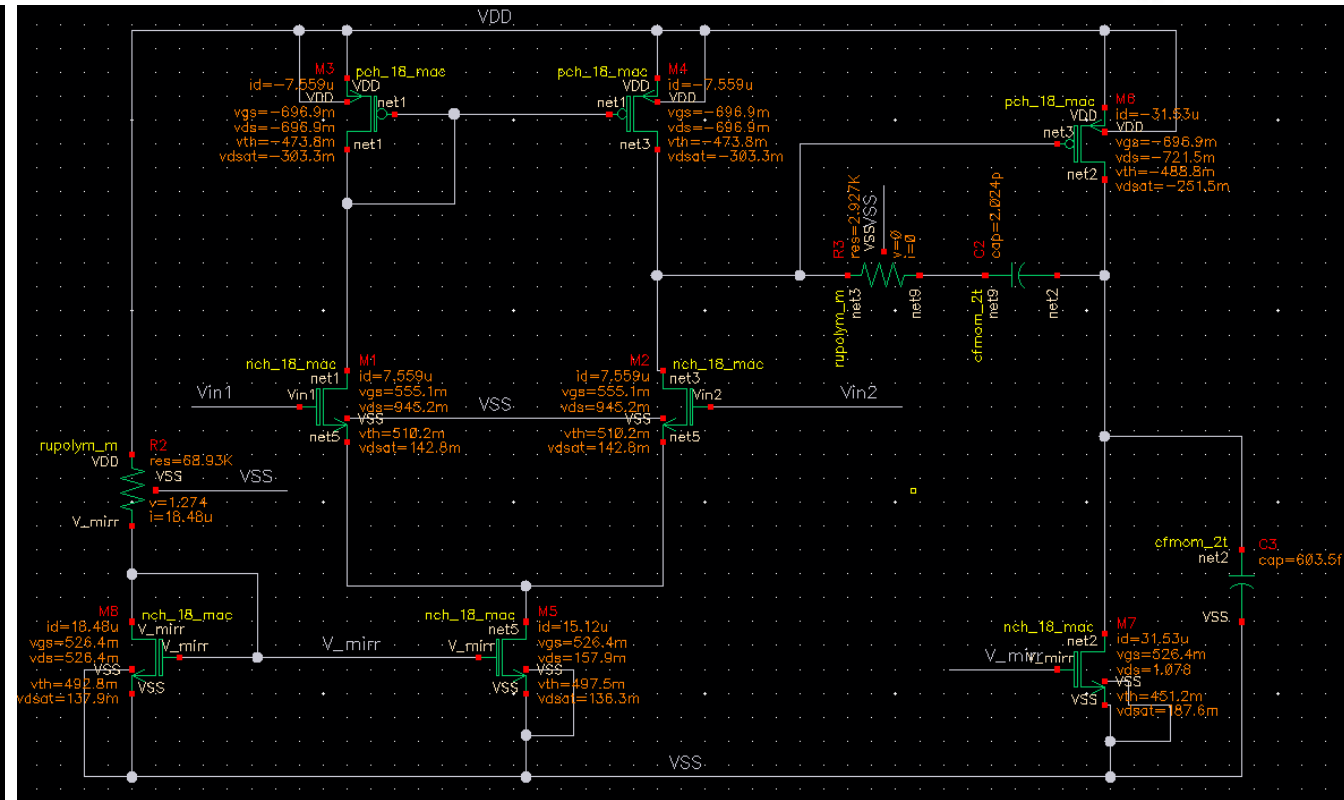 VDD
M3
pch_18_mac
id=-7.559u
VDD
VDD
net1
vgs=-696.9m
vds=-696.9m
vth=-473.8m
net1
vdsat=-303.3m
pch_18_mac
M4
id=-7.559u
VDD
VDD
net1
vgs=-696.9m
vds=-696.9m
vth=-473.8m
net3
vdsat=-303.3m
pch_18_mac
M6
id=-31.53u
VDD
VDD
net3
vgs=-696.9m
vds=-721.5m
vth=-488.8m
net2
vdsat=-251.5m
R3
res=2.927K
VSS
VSS
v=0
i=0
rupolym_m
net3
net9
C2
cap=2.024p
cfmom_2t
net9
net2
nch_18_mac
M1
net1
id=7.559u
Vin1
Vin1
vgs=555.1m
vds=945.2m
VSS
VSS
net5
vth=510.2m
vdsat=142.8m
M2
nch_18_mac
id=7.559u
net3
vgs=555.1m
Vin2
Vin2
vds=945.2m
VSS
vth=510.2m
net5
vdsat=142.8m
rupolym_m
R2
VDD
res=68.93K
VSS
VSS
v=1.274
i=18.48u
V_mirr
nch_18_mac
id=18.48u
V_mirr
vgs=526.4m
V_mirr
V_mirr
vds=526.4m
VSS
vth=492.8m
VSS
vdsat=137.9m
nch_18_mac
M5
net5
id=15.12u
V_mirr
vgs=526.4m
vds=157.9m
VSS
vth=497.5m
VSS
vdsat=136.3m
nch_18_mac
M7
net2
id=31.53u
V_mirr
V_mirr
vgs=526.4m
vds=1.078
VSS
vth=451.2m
VSS
vdsat=187.6m
cfmom_2t
C3
net2
cap=603.5f
VSS
VSS